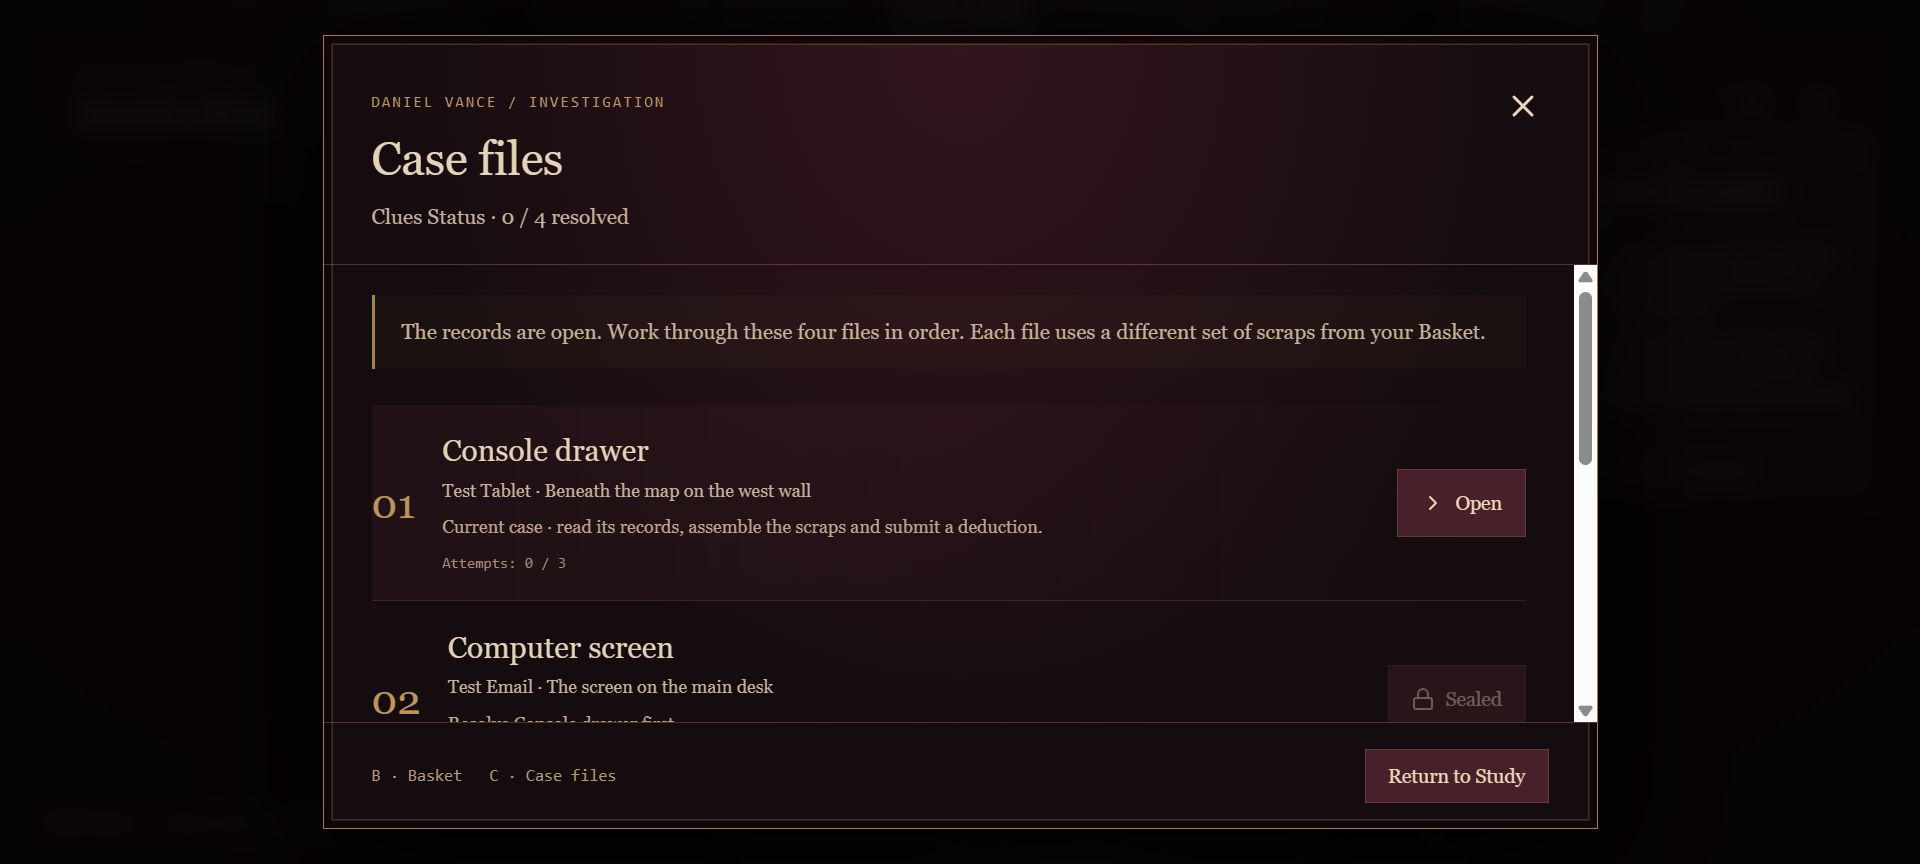 DANIEL VANCE / INVESTIGATION
Case files
Clues Status · 0 / 4 resolved
The records are open. Work through these four files in order. Each file uses a different set of scraps from your Basket.
01
Console drawer
Test Tablet · Beneath the map on the west wall
Current case · read its records, assemble the scraps and submit a deduction.
Attempts: 0 / 3
Open
02
Computer screen
Test Email · The screen on the main desk
Resolve Console drawer first
Sealed
B · Basket C · Case files
Return to Study